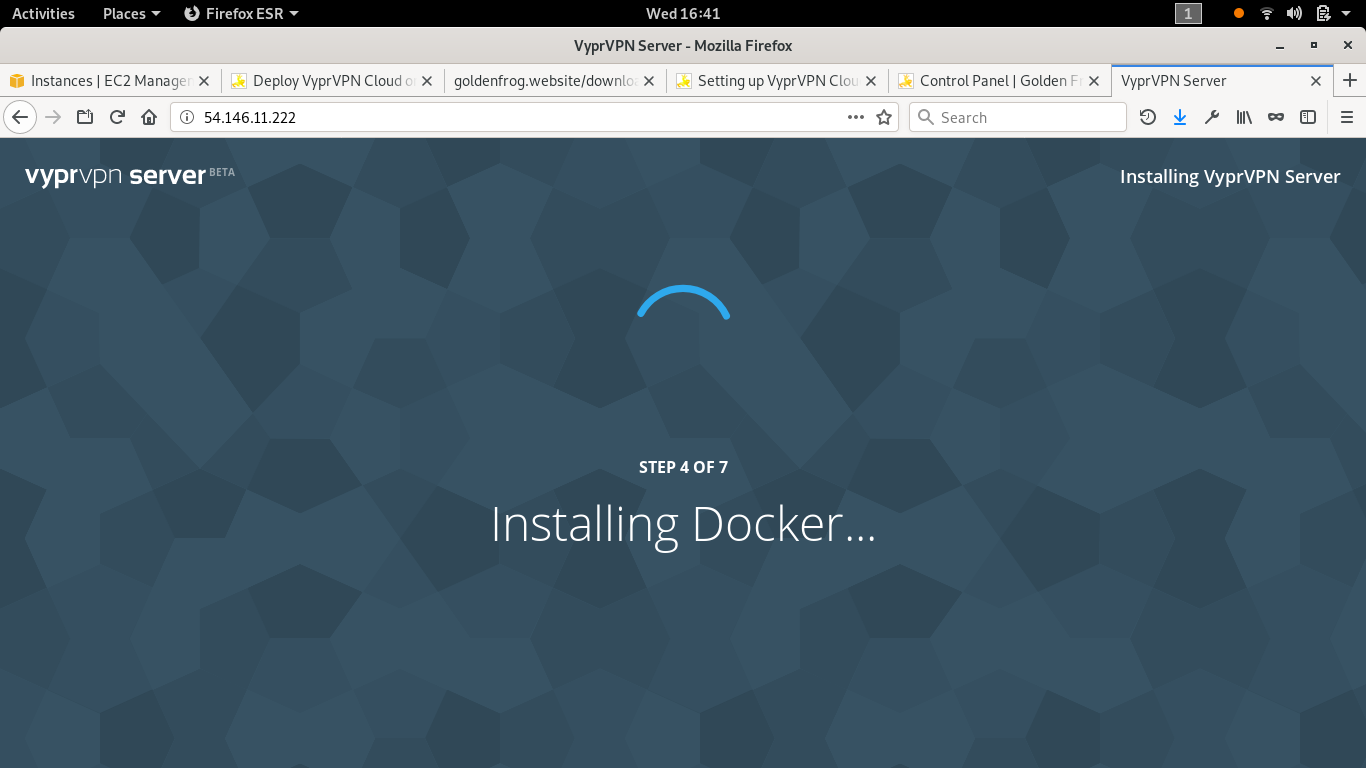 Activities Places Firefox ESR Wed 16:41 1
VyprVPN Server - Mozilla Firefox
Instances | EC2 Manager Deploy VyprVPN Cloud o goldenfrog.website/downlo Setting up VyprVPN Clou Control Panel | Golden Fr VyprVPN Server
54.146.11.222 Search
vyprvpn server BETA Installing VyprVPN Server
STEP 4 OF 7
Installing Docker...